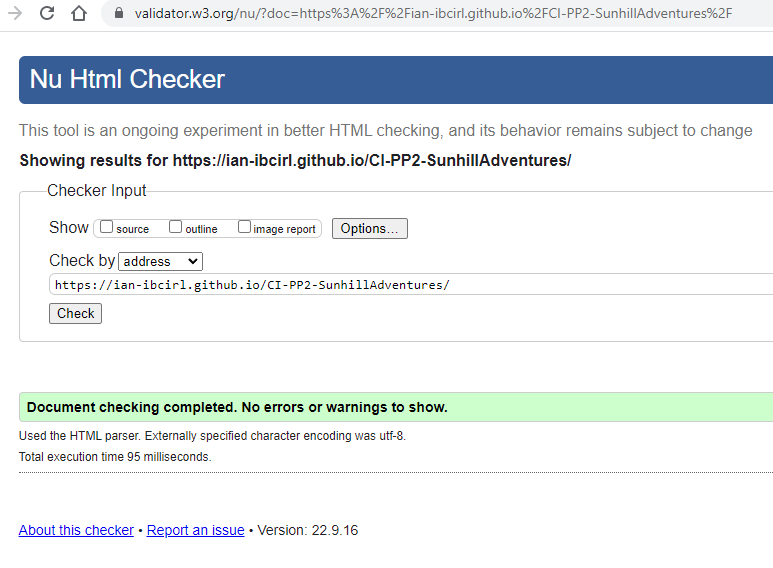 validator.w3.org/nu/?doc=https%3A%2F%2Fian-ibcirl.github.io%2FCI-PP2-SunhillAdventures%2F
Nu Html Checker
This tool is an ongoing experiment in better HTML checking, and its behavior remains subject to change
Showing results for https://ian-ibcirl.github.io/CI-PP2-SunhillAdventures/
Checker Input
Show source outline image report Options...
Check by address
https://ian-ibcirl.github.io/CI-PP2-SunhillAdventures/
Check
Document checking completed. No errors or warnings to show.
Used the HTML parser. Externally specified character encoding was utf-8.
Total execution time 95 milliseconds.
About this checker • Report an issue • Version: 22.9.16